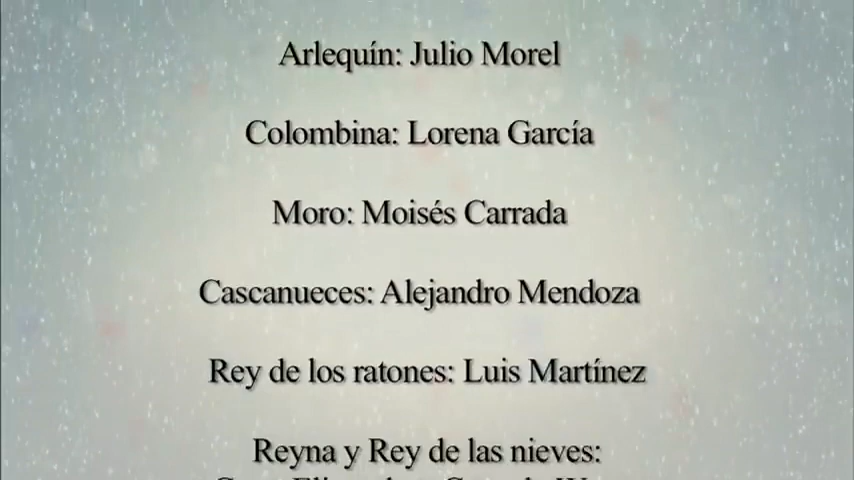 Arlequín: Julio Morel
Colombina: Lorena García
Moro: Moisés Carrada
Cascanueces: Alejandro Mendoza
Rey de los ratones: Luis Martínez
Reyna y Rey de las nieves: